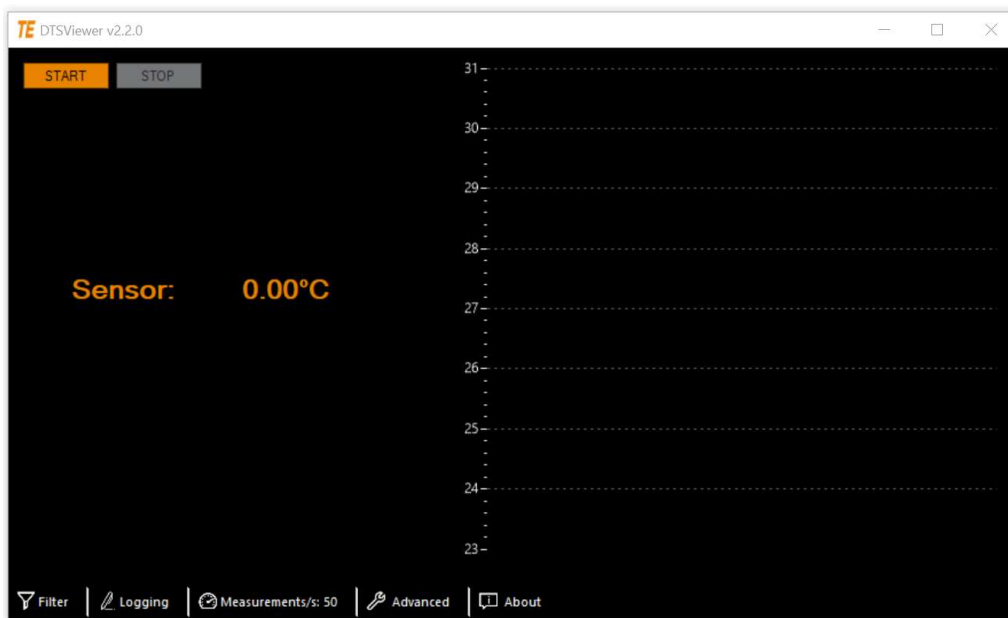 TE DTSViewer v2.2.0
START STOP
31
30
29
28
Sensor: 0.00°C
27
26
25
24
23
Filter Logging Measurements/s: 50 Advanced About